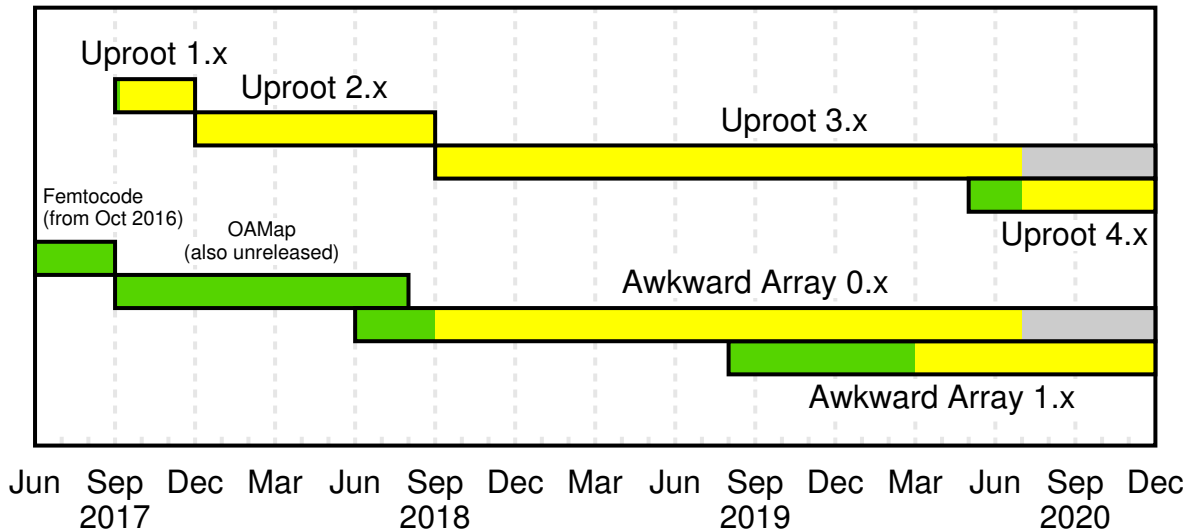 Uproot 1.x
Uproot 2.x
Uproot 3.x
Uproot 4.x
Femtocode
(from Oct 2016)
OAMap
(also unreleased)
Awkward Array 0.x
Awkward Array 1.x
Jun Sep Dec Mar Jun Sep Dec Mar Jun Sep Dec Mar Jun Sep Dec
2017 2018 2019 2020